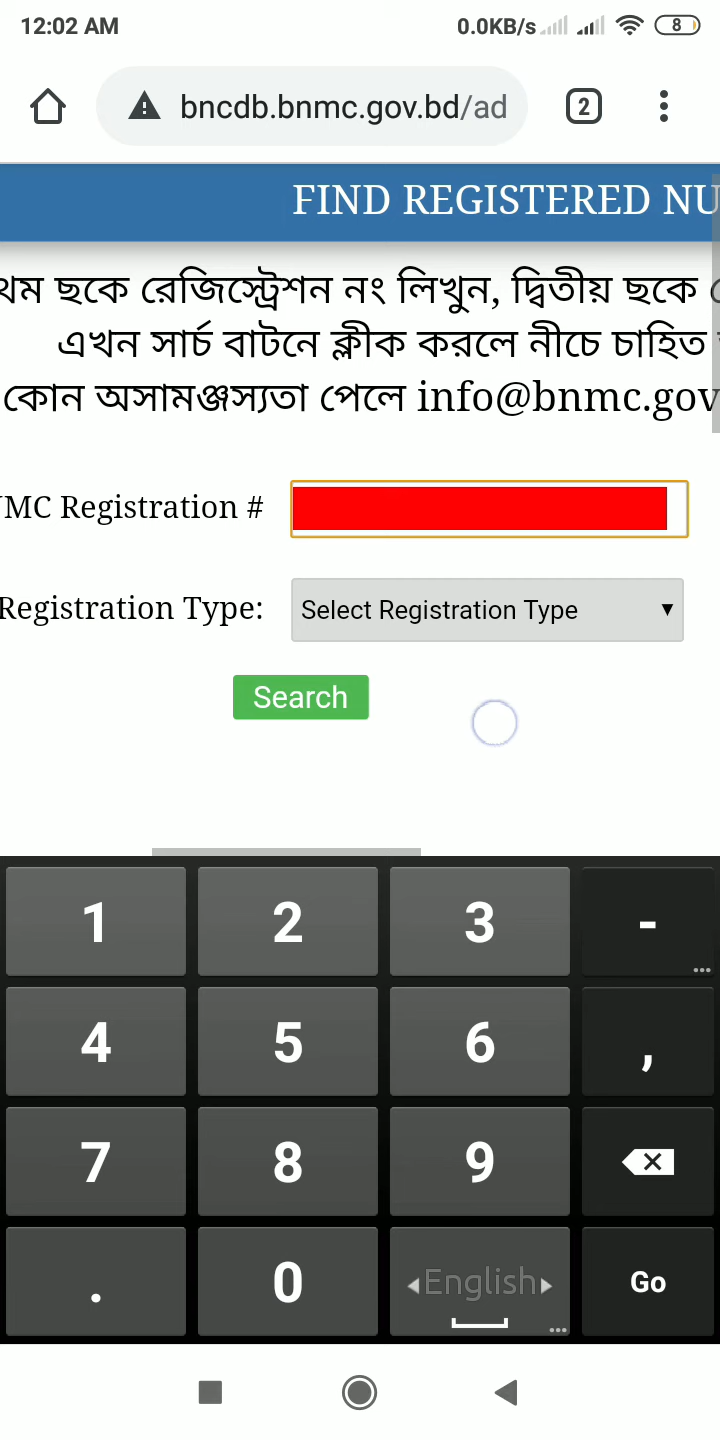 12:02 AM 0.0KB/s 8
bncdb.bnmc.gov.bd/ad 2
FIND REGISTERED NU
থম ছকে রেজিস্ট্রেশন নং লিখুন, দ্বিতীয় ছকে
এখন সার্চ বাটনে ক্লীক করলে নীচে চাহিত
কোন অসামঞ্জস্যতা পেলে info@bnmc.gov
MC Registration #
Registration Type: Select Registration Type
Search
1 2 3 -
4 5 6 ,
7 8 9
. 0 English Go